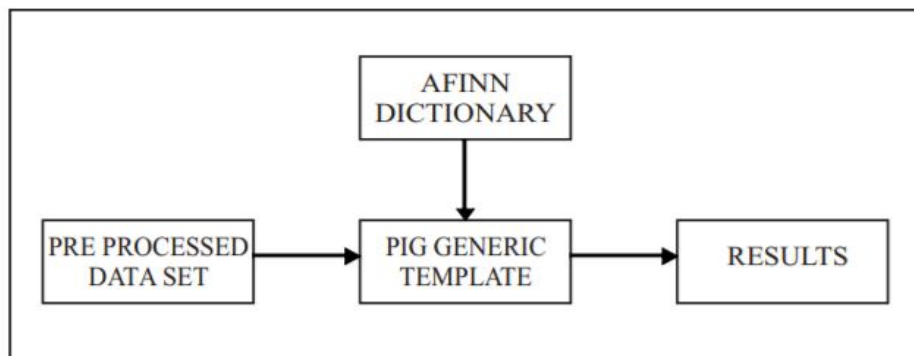 AFINN
DICTIONARY
PRE PROCESSED
DATA SET
PIG GENERIC
TEMPLATE
RESULTS